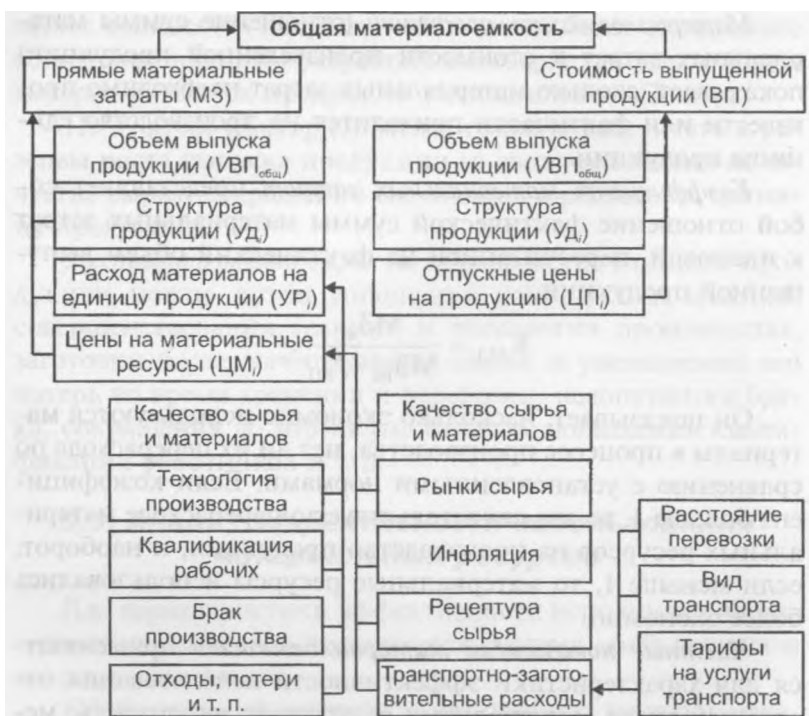 Общая материалоемкость
Прямые материальные
затраты (МЗ)
Стоимость выпущенной
продукции (ВП)
Объем выпуска
продукции (VВПобщ)
Объем выпуска
продукции (VВПобщ)
Структура
продукции (Удi)
Структура
продукции (Удi)
Расход материалов на
единицу продукции (УРi)
Отпускные цены
на продукцию (ЦПi)
Цены на материальные
ресурсы (ЦМi)
Качество сырья
и материалов
Качество сырья
и материалов
Технология
производства
Рынки сырья
Расстояние
перевозки
Квалификация
рабочих
Инфляция
Вид
транспорта
Брак
производства
Рецептура
сырья
Тарифы
на услуги
транспорта
Отходы, потери
и т. п.
Транспортно-загото-
вительные расходы